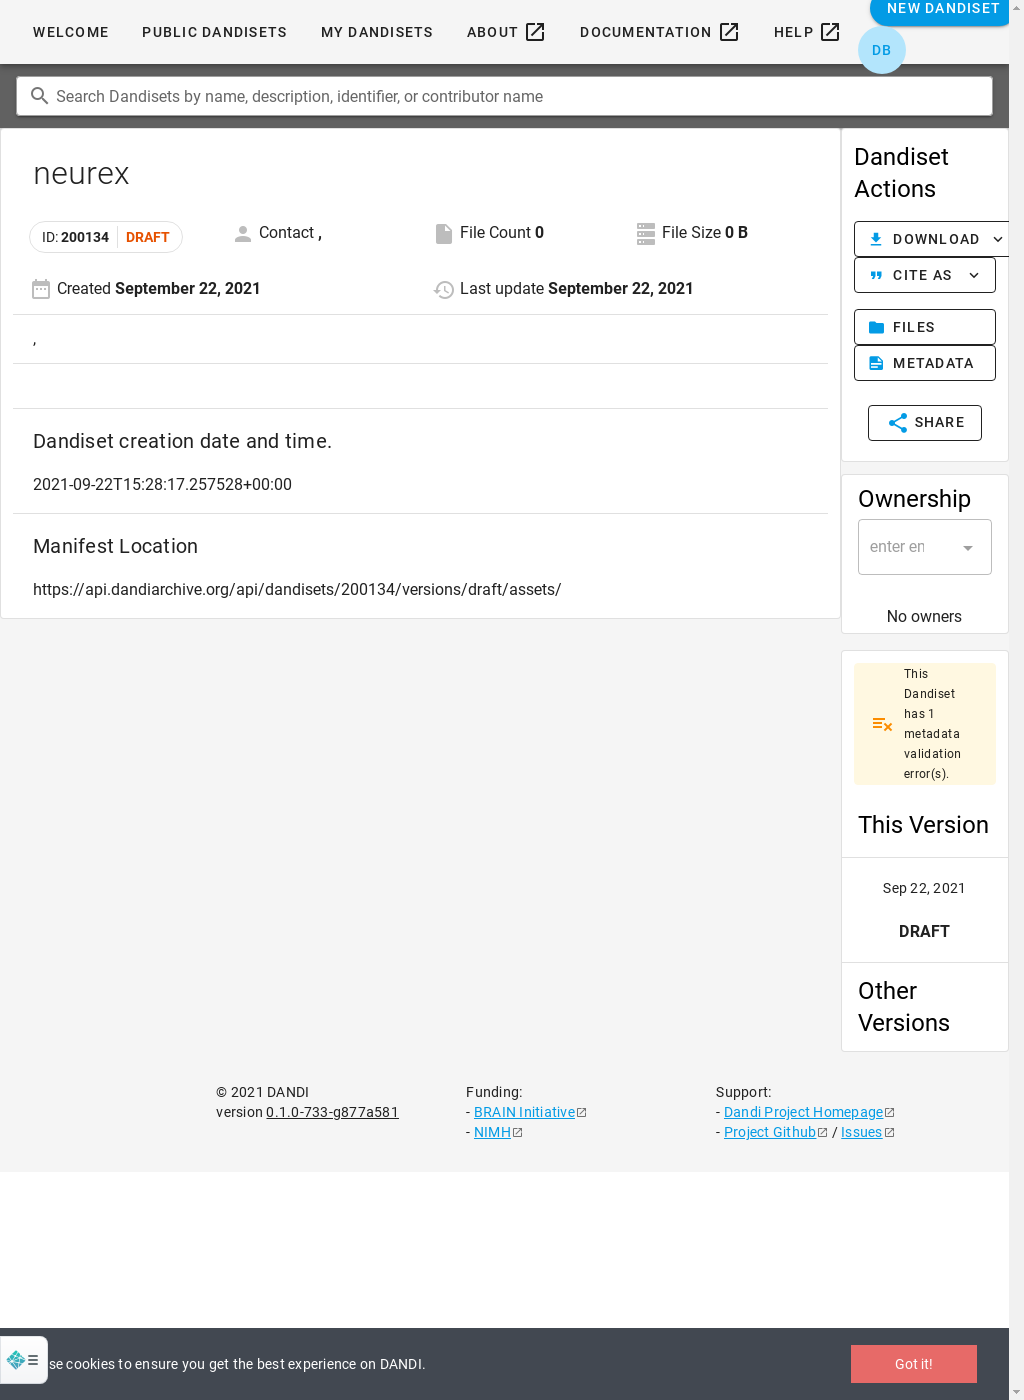 NEW DANDISET
WELCOME PUBLIC DANDISETS MY DANDISETS ABOUT DOCUMENTATION HELP
DB
Search Dandisets by name, description, identifier, or contributor name
neurex
ID: 200134 DRAFT Contact , File Count 0 File Size 0 B
Created September 22, 2021 Last update September 22, 2021
,
Dandiset creation date and time.
2021-09-22T15:28:17.257528+00:00
Manifest Location
https://api.dandiarchive.org/api/dandisets/200134/versions/draft/assets/
Dandiset
Actions
DOWNLOAD
CITE AS
FILES
METADATA
SHARE
Ownership
enter en
No owners
This
Dandiset
has 1
metadata
validation
error(s).
This Version
Sep 22, 2021
DRAFT
Other
Versions
© 2021 DANDI
version 0.1.0-733-g877a581
Funding:
- BRAIN Initiative
- NIMH
Support:
- Dandi Project Homepage
- Project Github / Issues
se cookies to ensure you get the best experience on DANDI.
Got it!